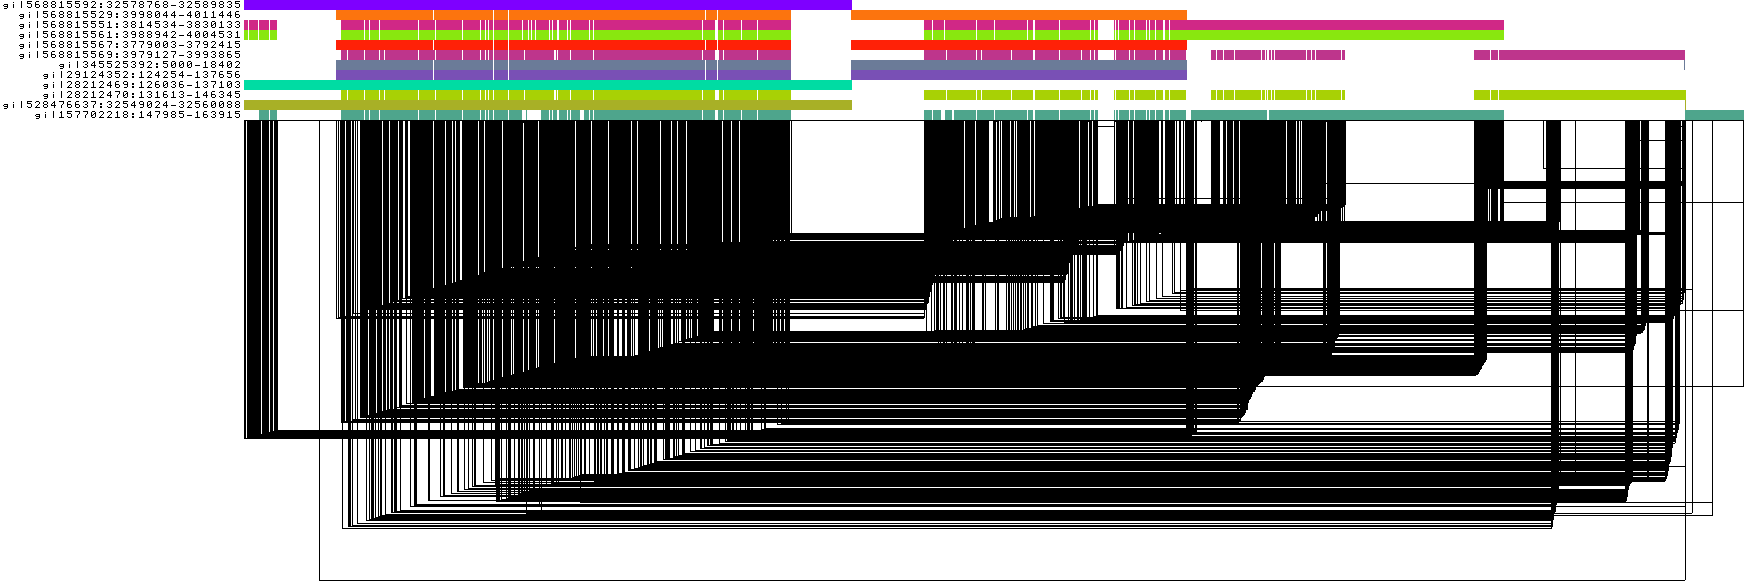 gi|568815592:32578768-32589835
gi|568815529:3998044-4011446
gi|568815551:3814534-3830133
gi|568815561:3988942-4004531
gi|568815567:3779003-3792415
gi|568815569:3979127-3993865
gi|345525392:5000-18402
gi|29124352:124254-137656
gi|28212469:126036-137103
gi|28212470:131613-146345
gi|528476637:32549024-32560088
gi|157702218:147985-163915